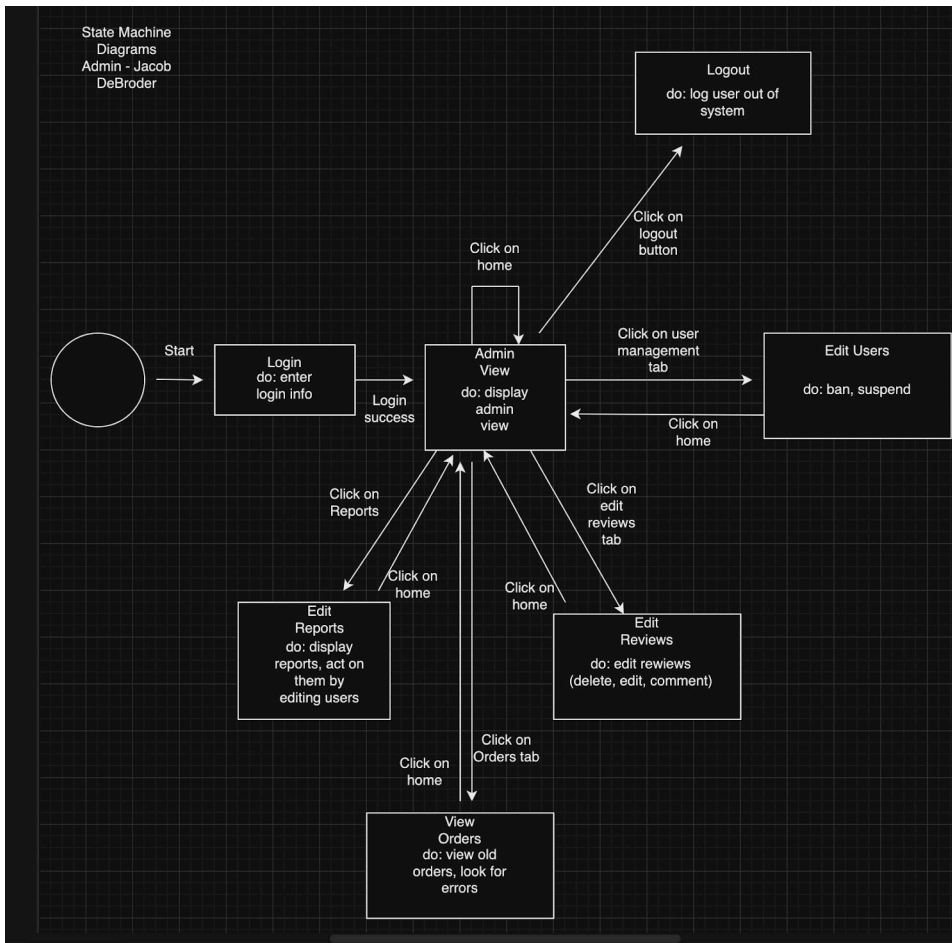 State Machine
Diagrams
Admin - Jacob
DeBroder
Logout
do: log user out of
system
Click on
logout
button
Click on
home
Start
Login
do: enter
login info
Login
success
Admin
View
do: display
admin
view
Click on user
management
tab
Edit Users
do: ban, suspend
Click on
home
Click on
Reports
Click on
home
Click on
edit
reviews
tab
Click on
home
Edit
Reports
do: display
reports, act on
them by
editing users
Edit
Reviews
do: edit rewiews
(delete, edit, comment)
Click on
home
Click on
Orders tab
View
Orders
do: view old
orders, look for
errors